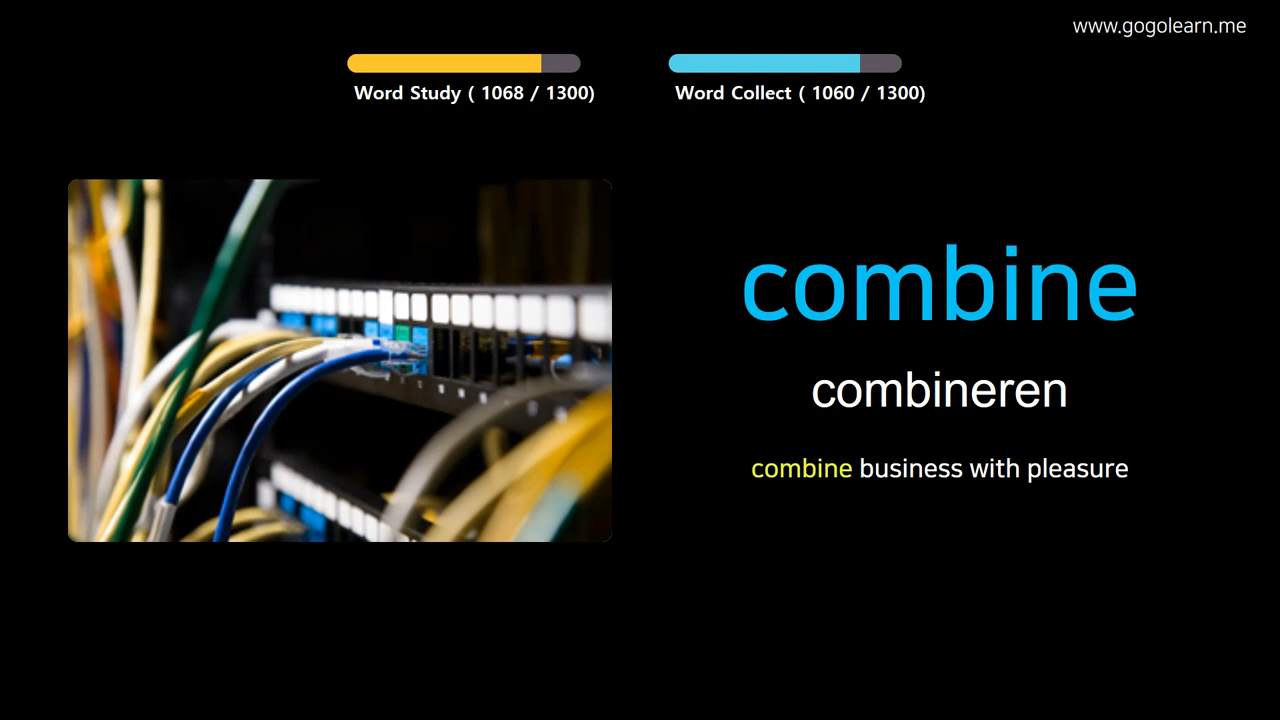 www.gogolearn.me
Word Study ( 1068 / 1300)
Word Collect ( 1060 / 1300)
combine
combineren
combine business with pleasure